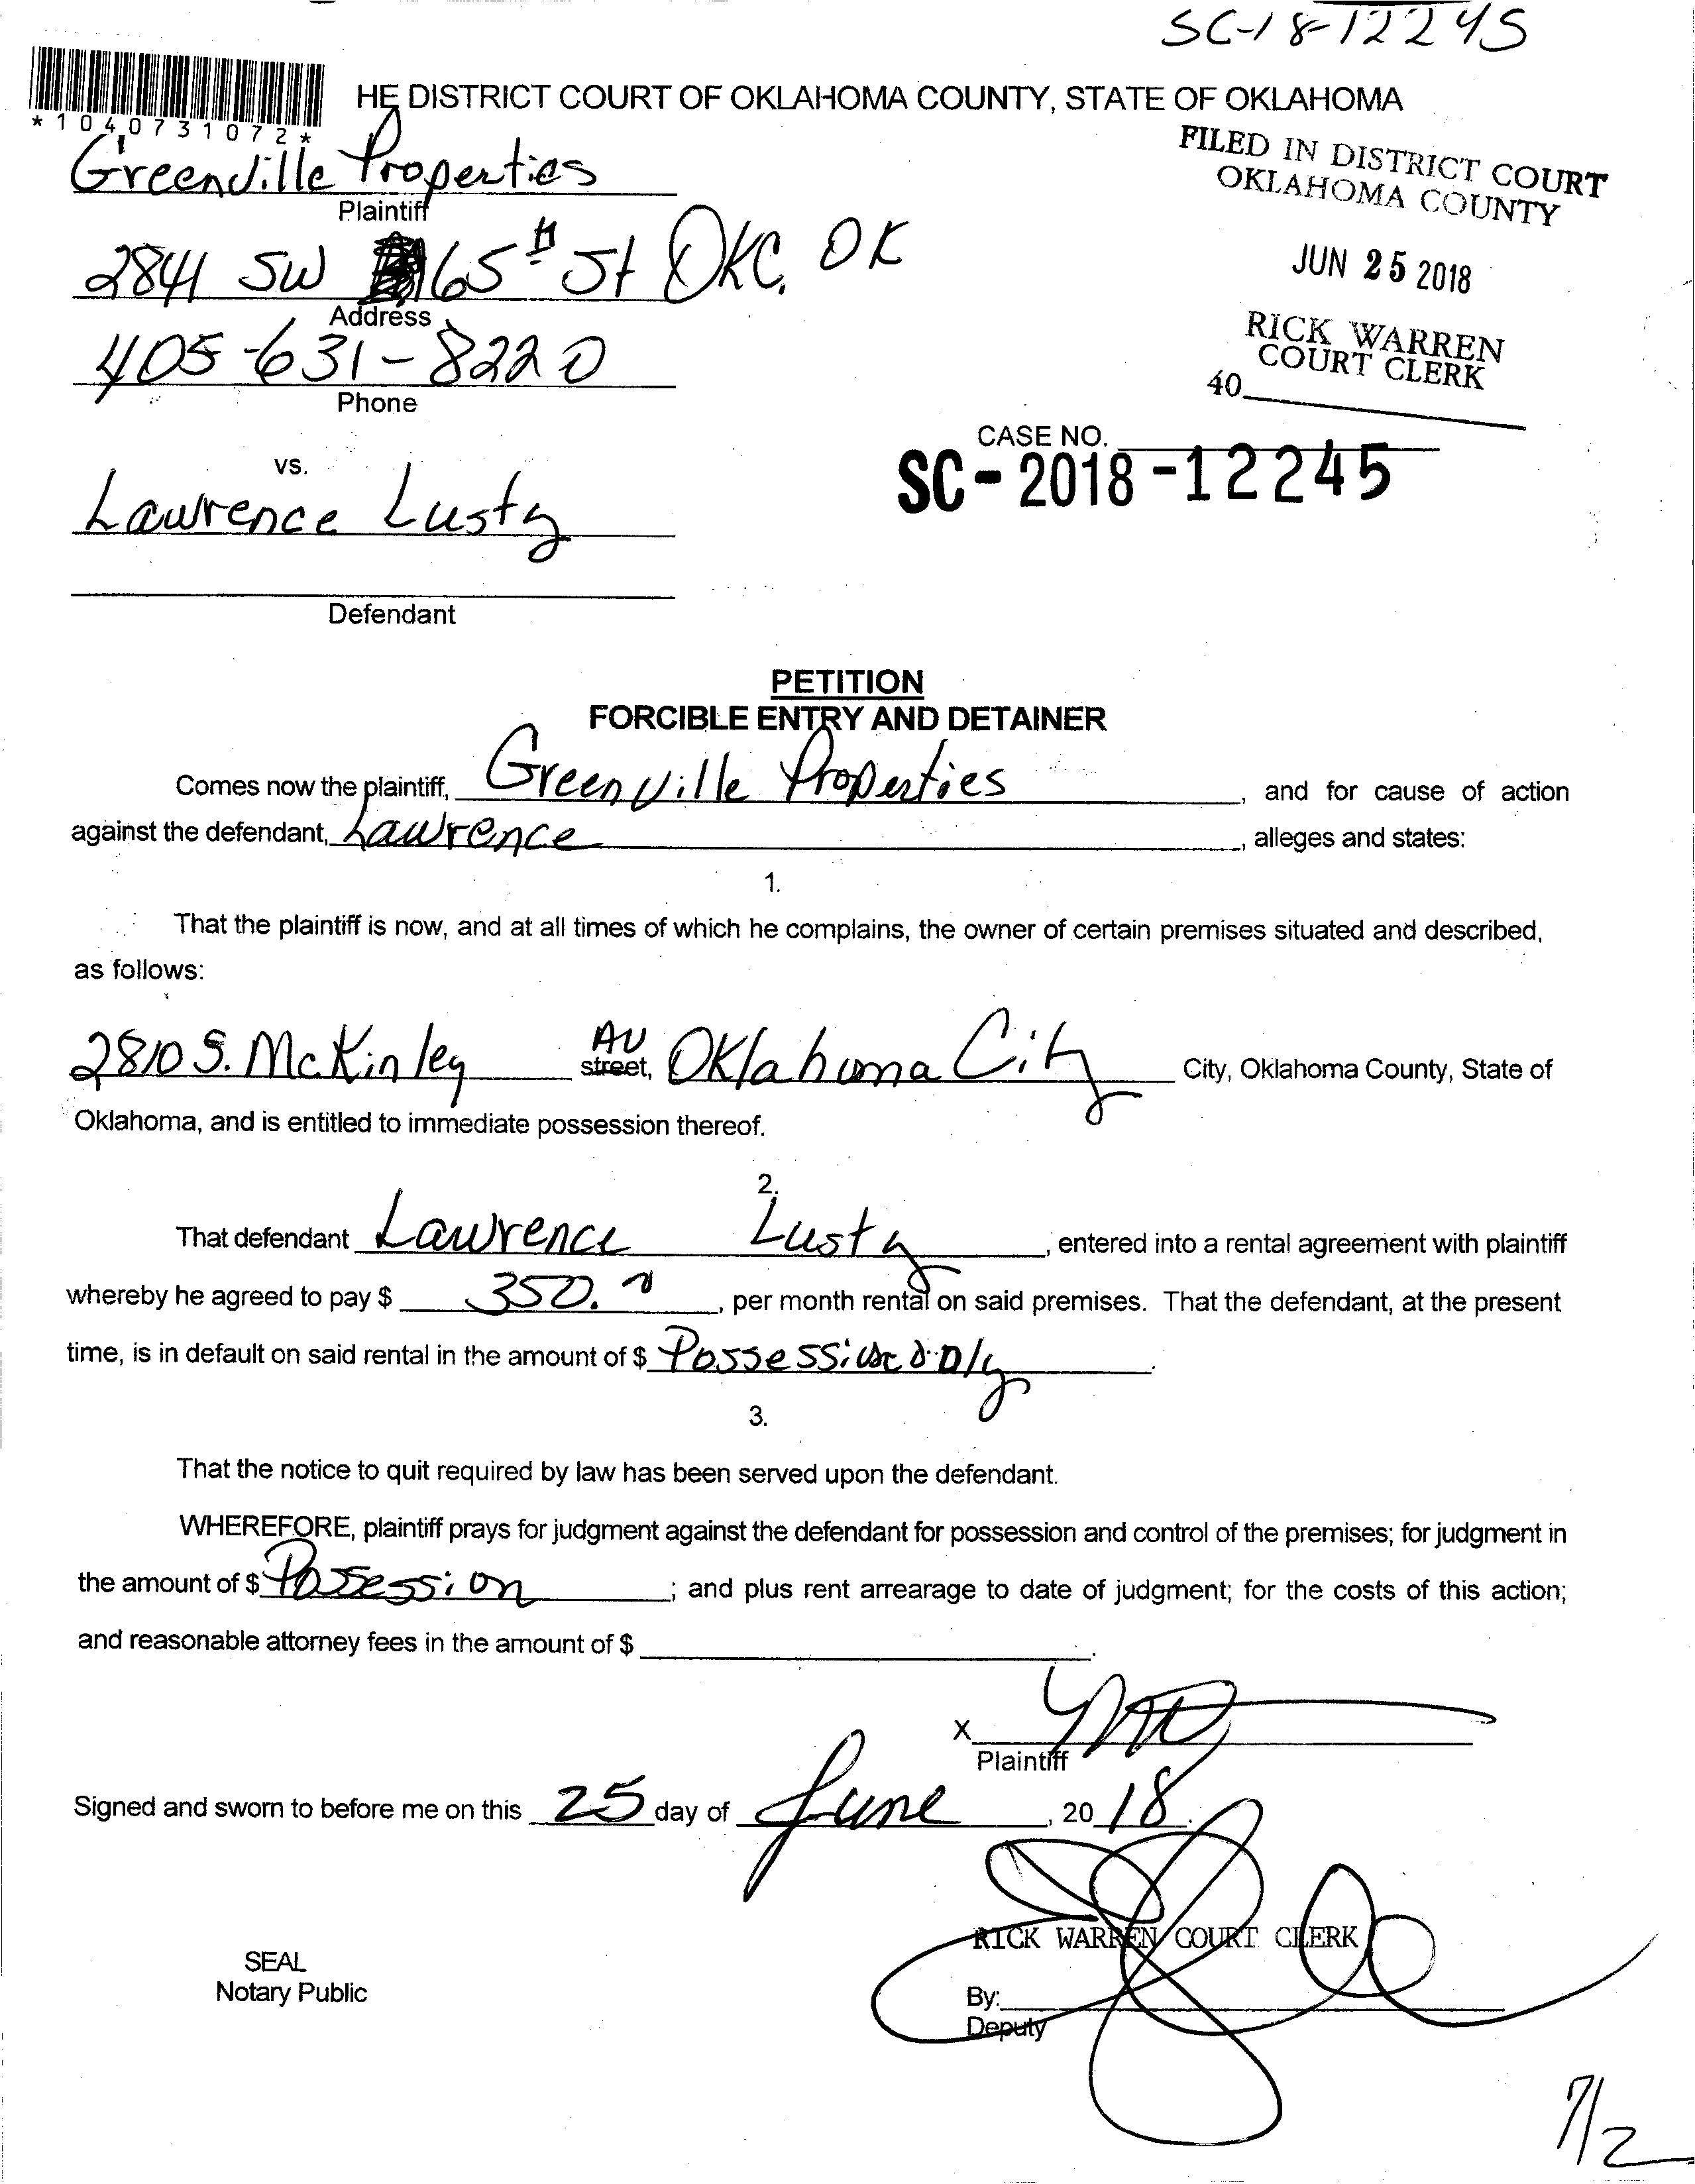 SC-18-12245
HE DISTRICT COURT OF OKLAHOMA COUNTY, STATE OF OKLAHOMA
*1040731072*
FILED IN DISTRICT COURT
OKLAHOMA COUNTY
JUN 25 2018
RICK WARREN
COURT CLERK
40
Greenville Properties
Plaintiff
2841 SW 65th St OKC, OK
Address
405-631-8220
Phone
CASE NO.
SC-2018-12245
vs.
Lawrence Lusty
Defendant
PETITION
FORCIBLE ENTRY AND DETAINER
Comes now the plaintiff, Greenville Properties, and for cause of action
against the defendant, Lawrence, alleges and states:
1.
That the plaintiff is now, and at all times of which he complains, the owner of certain premises situated and described,
as follows:
2810 S. McKinley AV street, Oklahoma City City, Oklahoma County, State of
Oklahoma, and is entitled to immediate possession thereof.
2.
That defendant Lawrence Lusty, entered into a rental agreement with plaintiff
whereby he agreed to pay $ 350., per month rental on said premises. That the defendant, at the present
time, is in default on said rental in the amount of $
3.
That the notice to quit required by law has been served upon the defendant.
WHEREFORE, plaintiff prays for judgment against the defendant for possession and control of the premises; for judgment in
the amount of $ Possession; and plus rent arrearage to date of judgment; for the costs of this action;
and reasonable attorney fees in the amount of $.
X
Plaintiff
Signed and sworn to before me on this 25 day of June, 2018.
RICK WARREN COURT CLERK
SEAL
Notary Public
By:
Deputy
7/2